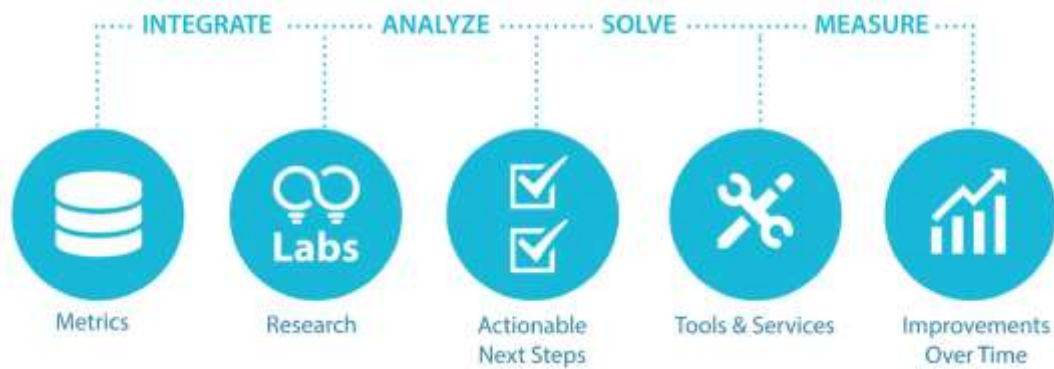 INTEGRATE ANALYZE SOLVE MEASURE
Labs
Metrics Research Actionable Next Steps Tools & Services Improvements Over Time